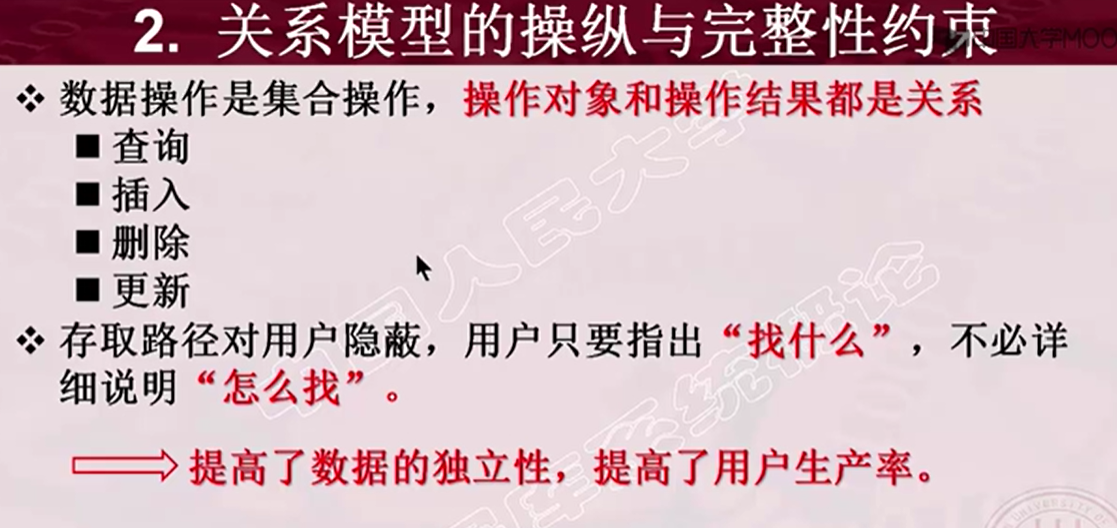 2. 关系模型的操纵与完整性约束
中国大学MOOC
❖ 数据操作是集合操作，操作对象和操作结果都是关系
■ 查询
■ 插入
■ 删除
■ 更新
❖ 存取路径对用户隐蔽，用户只要指出“找什么”，不必详
细说明“怎么找”。
提高了数据的独立性，提高了用户生产率。
中国人民大学
库系统概论